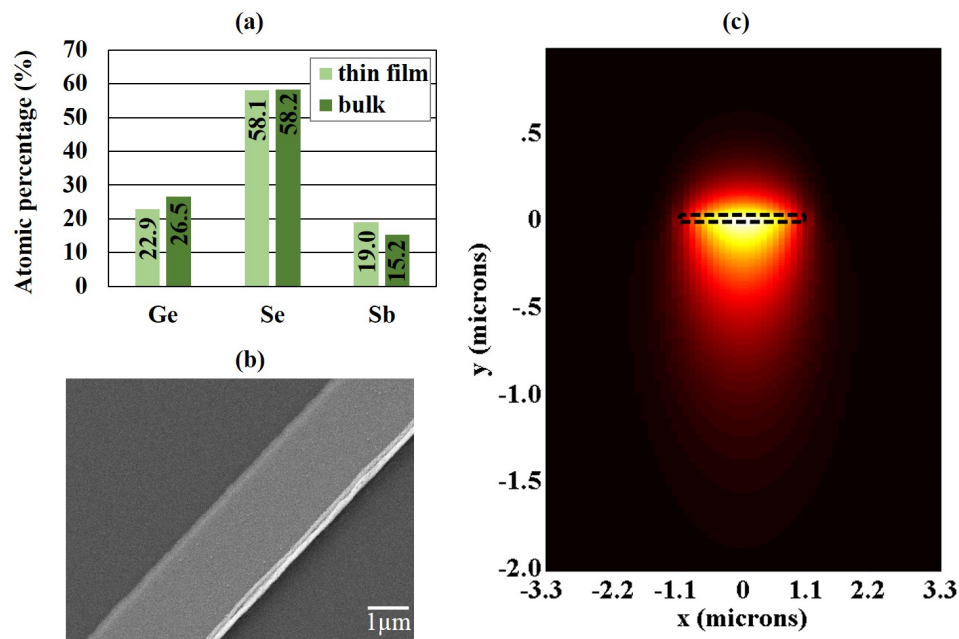 (a)
Atomic percentage (%)
70
60
50
40
30
20
10
0
thin film
bulk
22.9
26.5
58.1
58.2
19.0
15.2
Ge
Se
Sb
(b)
1μm
(c)
y (microns)
.5
0
-.5
-1.0
-1.5
-2.0
-3.3 -2.2 -1.1 0 1.1 2.2 3.3
x (microns)